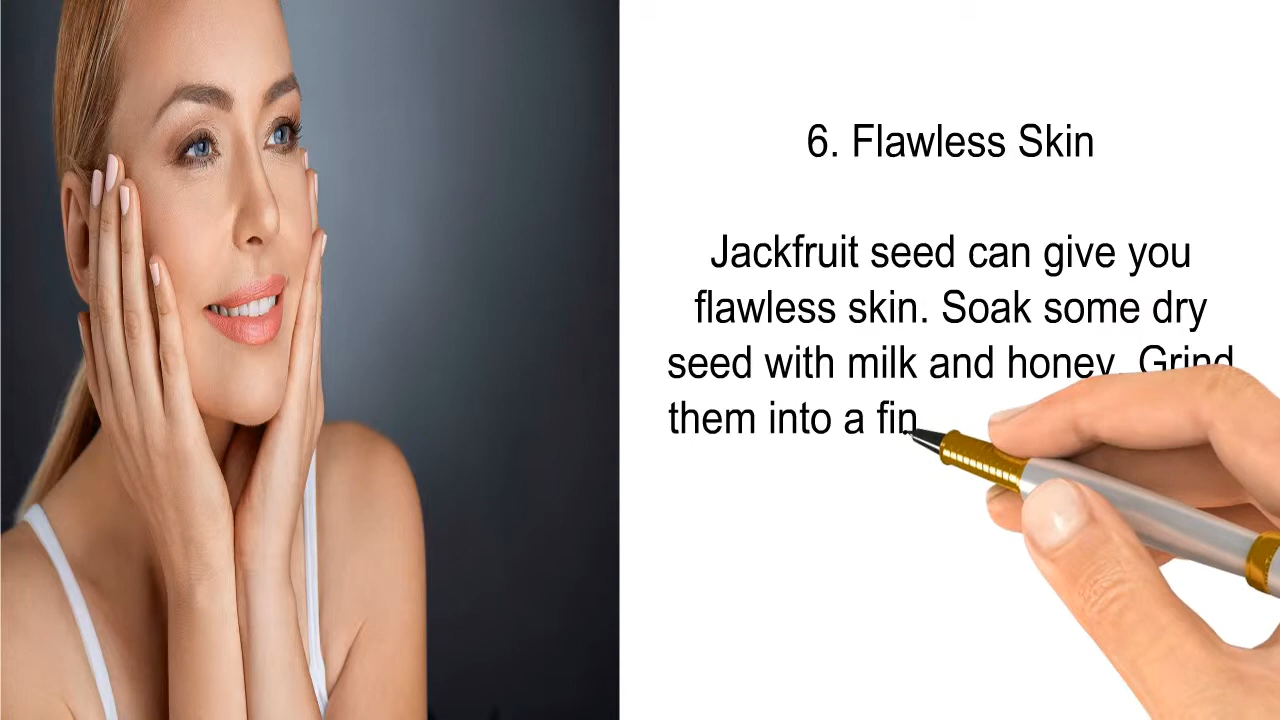 6. Flawless Skin
Jackfruit seed can give you
flawless skin. Soak some dry
seed with milk and honey. Grind
them into a fin